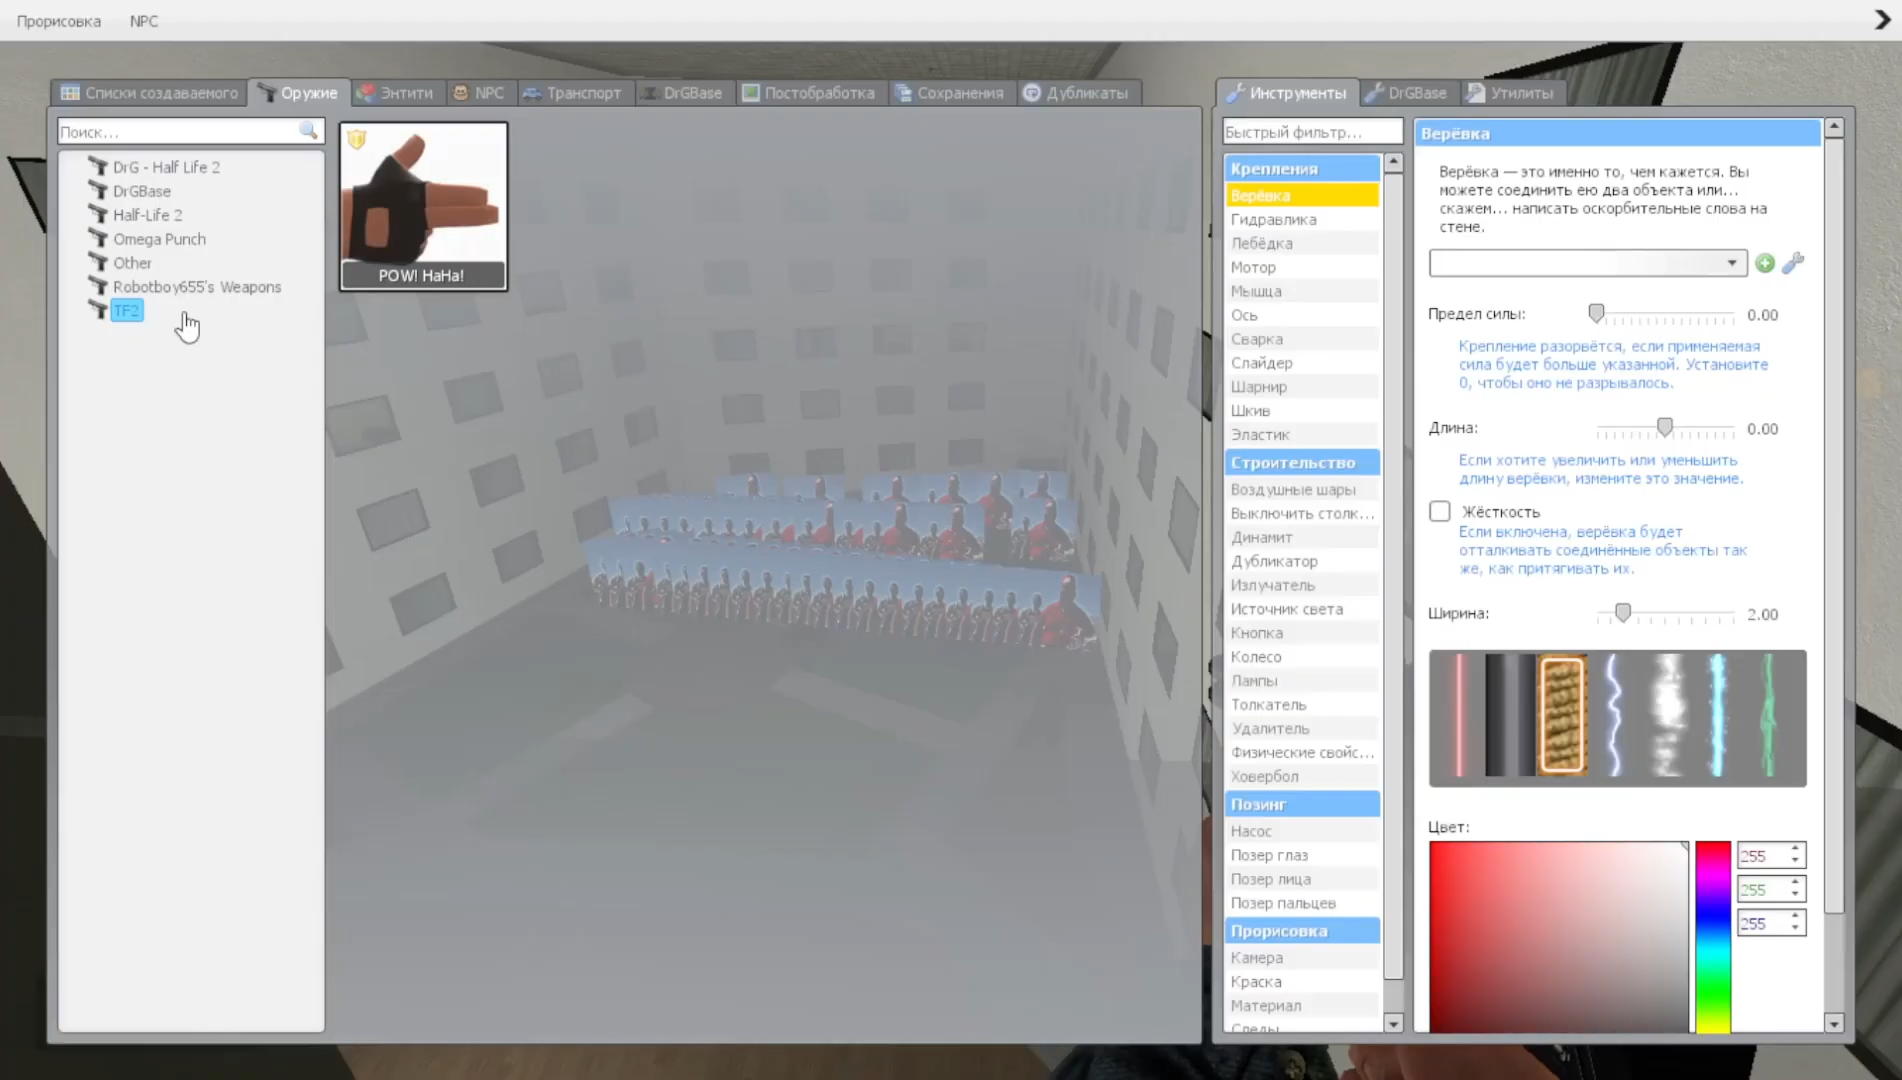 Прорисовка
NPC
Списки создаваемого
Оружие
Энтити
NPC
Транспорт
DrGBase
Постобработка
Сохранения
Дубликаты
Поиск...
DrG - Half Life 2
DrGBase
Half-Life 2
Omega Punch
Other
Robotboy655's Weapons
TF2
POW! HaHa!
Инструменты
DrGBase
Утилиты
Быстрый фильтр...
Крепления
Верёвка
Гидравлика
Лебёдка
Мотор
Мышца
Ось
Сварка
Слайдер
Шарнир
Шкив
Эластик
Строительство
Воздушные шары
Выключить столк...
Динамит
Дубликатор
Излучатель
Источник света
Кнопка
Колесо
Лампы
Толкатель
Удалитель
Физические свойс...
Ховербол
Позинг
Насос
Позер глаз
Позер лица
Позер пальцев
Прорисовка
Камера
Краска
Материал
Следы
Верёвка
Верёвка — это именно то, чем кажется. Вы
можете соединить ею два объекта или...
скажем... написать оскорбительные слова на
стене.
Предел силы: 0.00
Крепление разорвётся, если применяемая
сила будет больше указанной. Установите
0, чтобы оно не разрывалось.
Длина: 0.00
Если хотите увеличить или уменьшить
длину верёвки, измените это значение.
Жёсткость
Если включена, верёвка будет
отталкивать соединённые объекты так
же, как притягивать их.
Ширина: 2.00
Цвет:
255
255
255